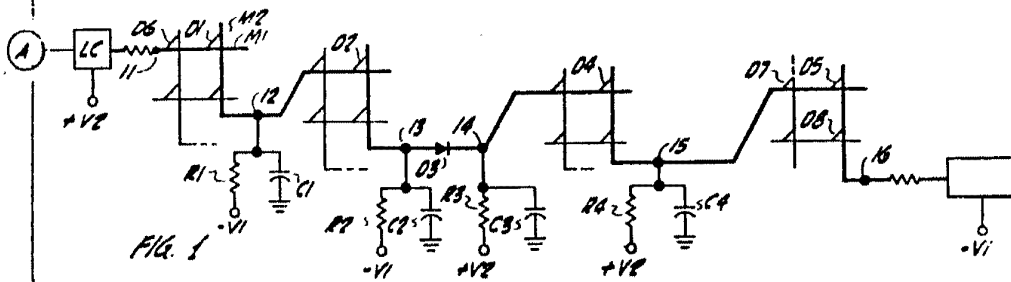 A
LC
+V2
11
D6
D1
M2
M1
12
R1
C1
-V1
FIG. 1
D2
13
D3
14
R2
C2
-V1
R3
C3
+V2
D4
15
R4
C4
+V2
D7
D5
D8
16
-Vi